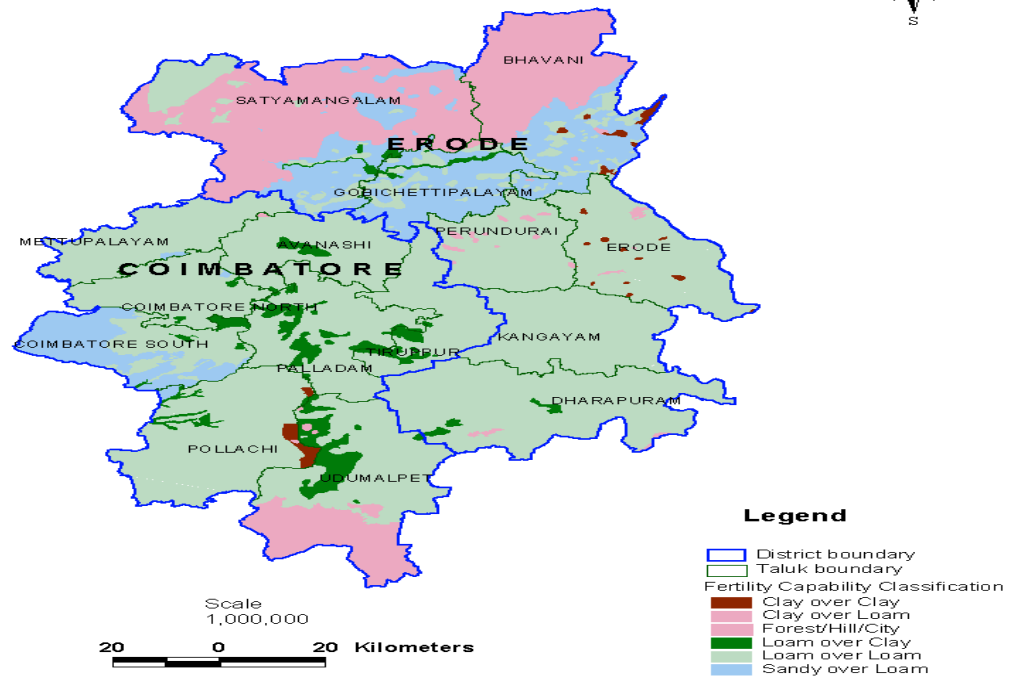 S
BHAVANI
SATYAMANGALAM
ERODE
GOBICHETTIPALAYAM
PERUNDURAI
METTUPALAYAM
AVANASHI
ERODE
COIMBATORE
COIMBATORE NORTH
COIMBATORE SOUTH
KANGAYAM
TIRUPPUR
PALLADAM
DHARAPURAM
POLLACHI
UDUMALPET
Legend
District boundary
Taluk boundary
Fertility Capability Classification
Clay over Clay
Clay over Loam
Forest/Hill/City
Loam over Clay
Loam over Loam
Sandy over Loam
Scale
1,000,000
20 0 20 Kilometers